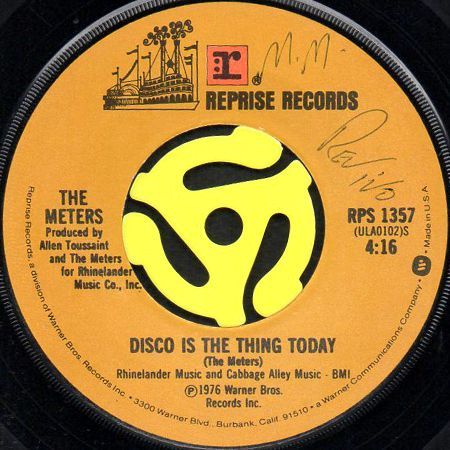 M.M.
r ®
REPRISE RECORDS
Revivo
THE
METERS
Produced by
Allen Toussaint
and The Meters
for Rhinelander
Music Co., Inc.
RPS 1357
(ULA0102)S
4:16
DISCO IS THE THING TODAY
(The Meters)
Rhinelander Music and Cabbage Alley Music - BMI
Ⓟ1976 Warner Bros.
Records Inc.
Reprise Records, a division of Warner Bros. Records Inc. • 3300 Warner Blvd., Burbank, Calif. 91510 • a Warner Communications Company • Made in U.S.A.